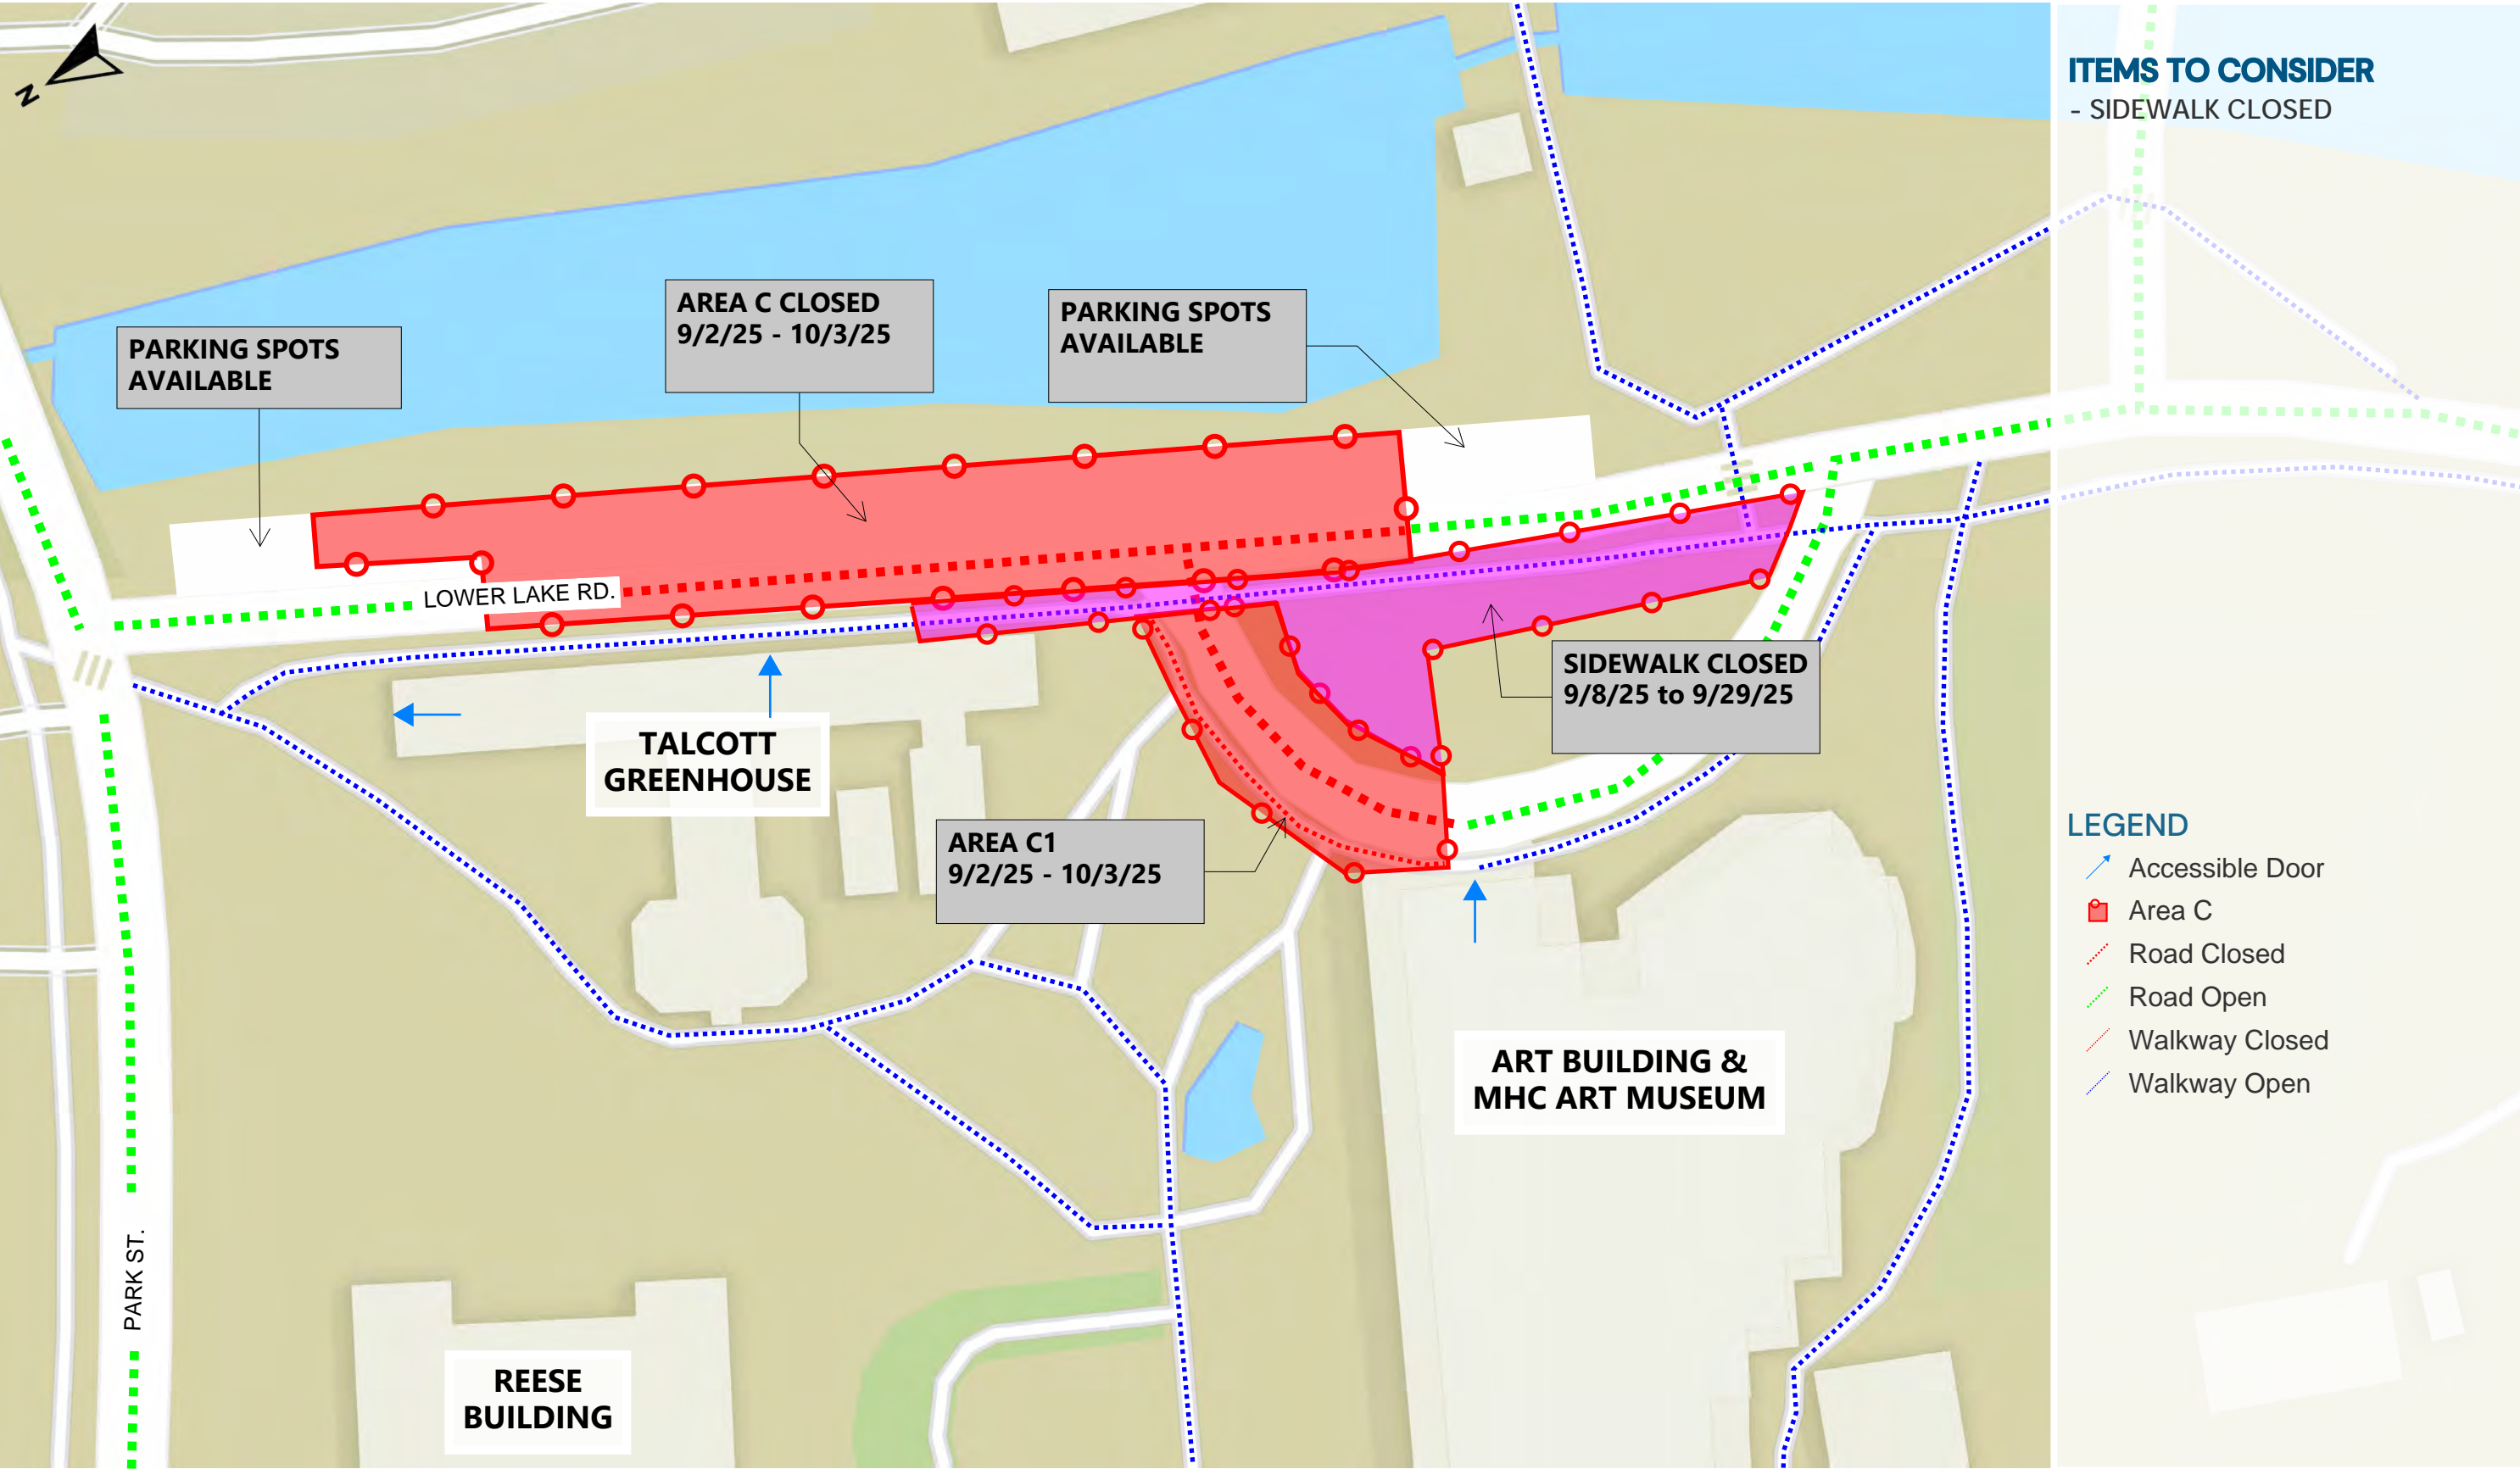 N
ITEMS TO CONSIDER
- SIDEWALK CLOSED
AREA C CLOSED
9/2/25 - 10/3/25
PARKING SPOTS
AVAILABLE
PARKING SPOTS
AVAILABLE
LOWER LAKE RD.
SIDEWALK CLOSED
9/8/25 to 9/29/25
TALCOTT
GREENHOUSE
AREA C1
9/2/25 - 10/3/25
LEGEND
Accessible Door
Area C
Road Closed
Road Open
Walkway Closed
Walkway Open
ART BUILDING &
MHC ART MUSEUM
PARK ST.
REESE
BUILDING